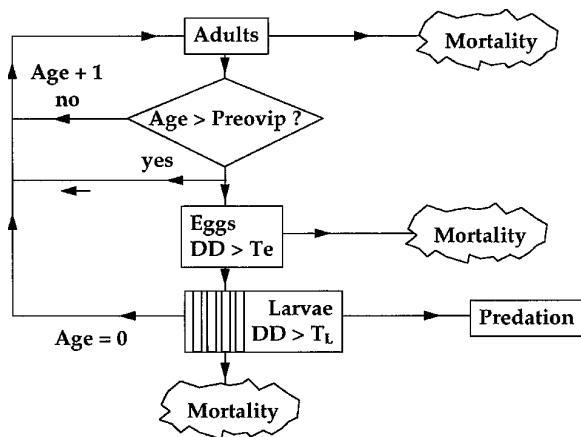 Adults
Mortality
Age + 1
no
Age > Preovip ?
yes
Eggs
DD > Te
Mortality
Larvae
DD > TL
Predation
Age = 0
Mortality